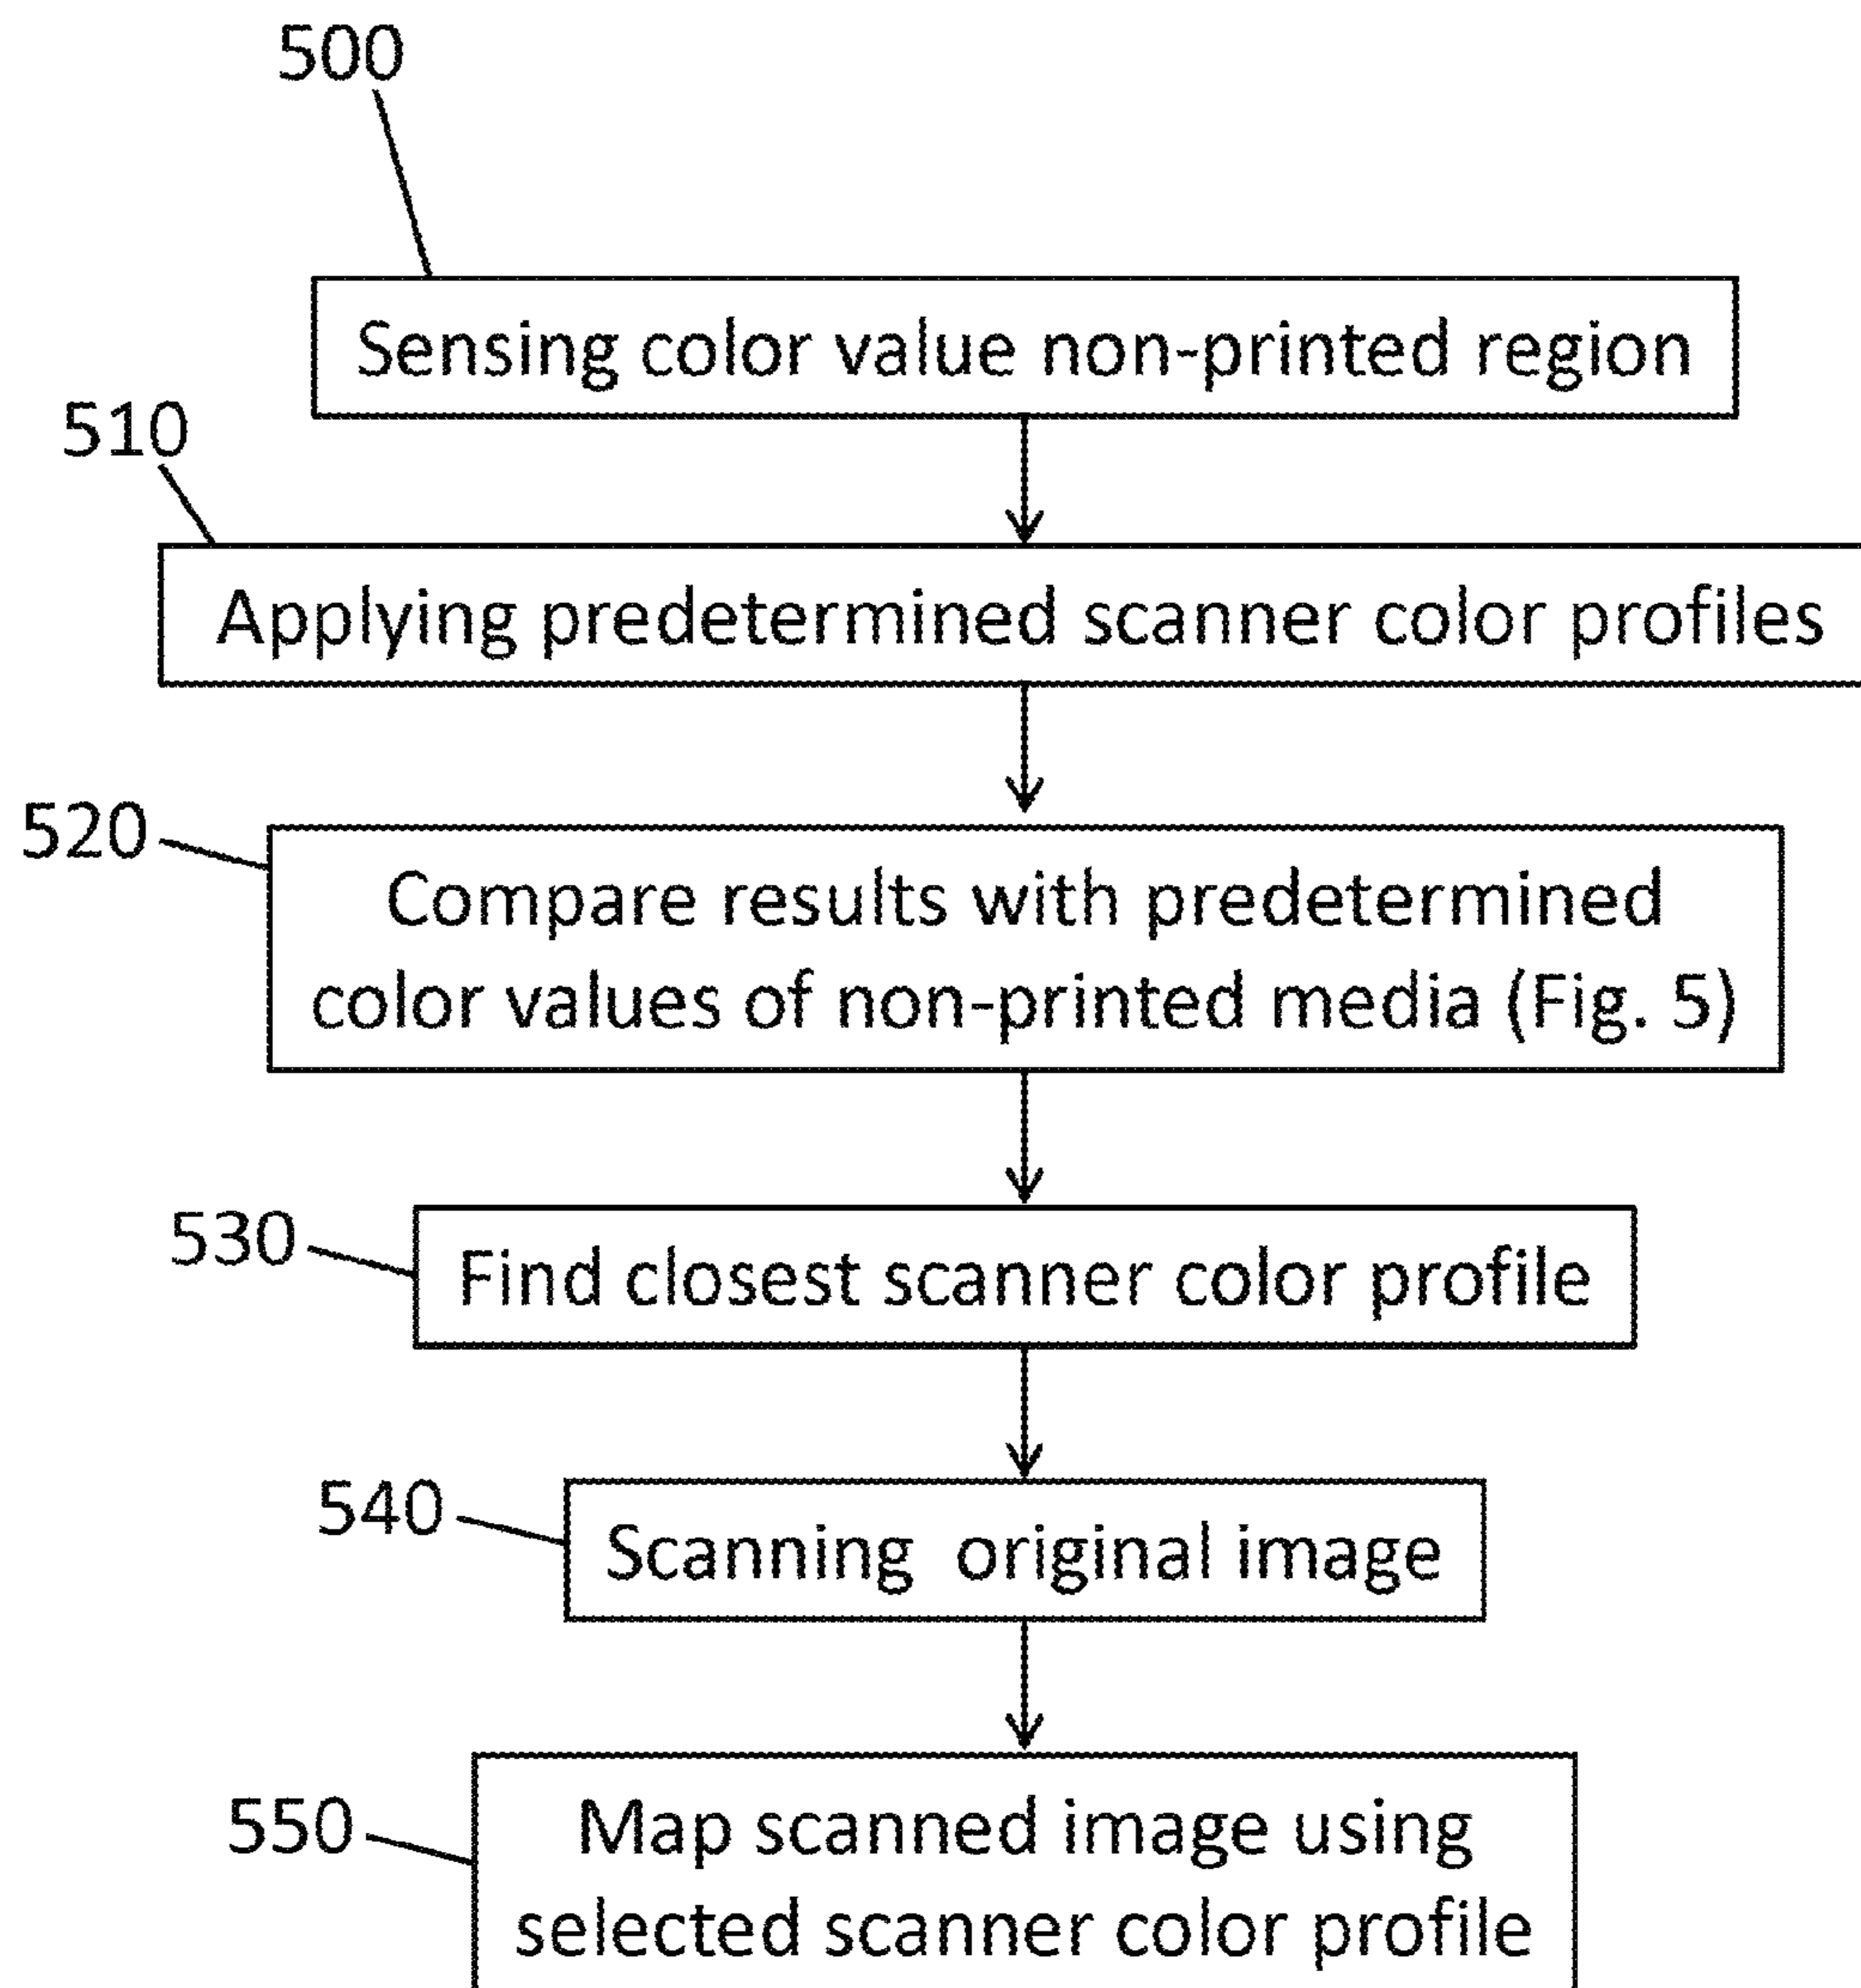 500
Sensing color value non-printed region
510
Applying predetermined scanner color profiles
520
Compare results with predetermined
color values of non-printed media (Fig. 5)
530
Find closest scanner color profile
540
Scanning original image
550
Map scanned image using
selected scanner color profile